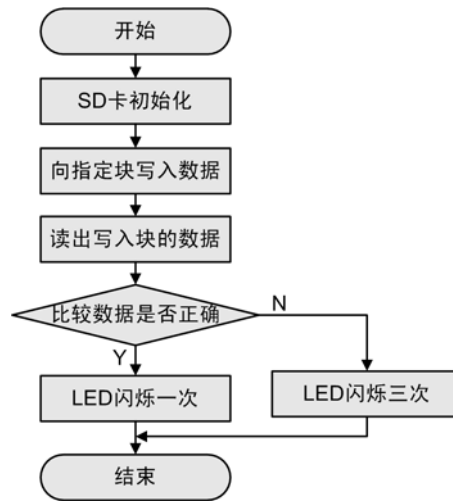 开始
SD卡初始化
向指定块写入数据
读出写入块的数据
比较数据是否正确
N
Y
LED闪烁一次
LED闪烁三次
结束